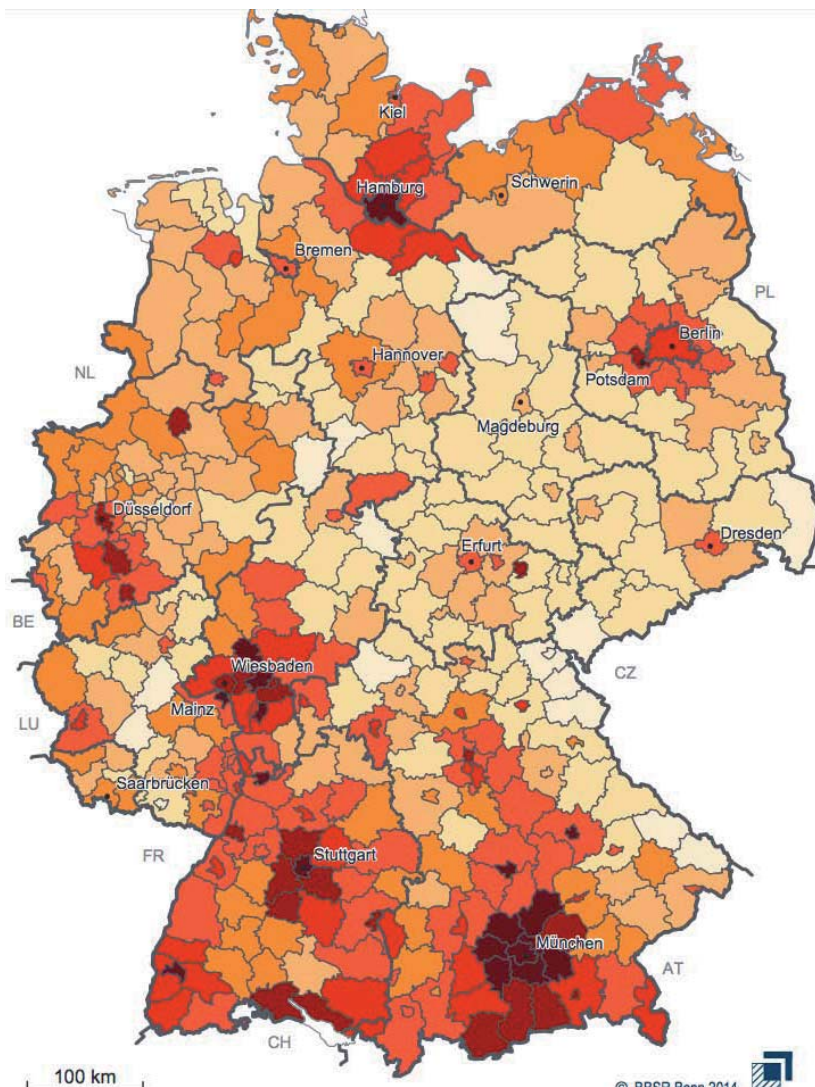 Kiel
Hamburg
Schwerin
Bremen
PL
Berlin
Hannover
NL
Potsdam
Magdeburg
Düsseldorf
Erfurt
Dresden
BE
Wiesbaden
CZ
Mainz
LU
Saarbrücken
FR
Stuttgart
München
AT
CH
100 km
© BBSR Bonn 2014